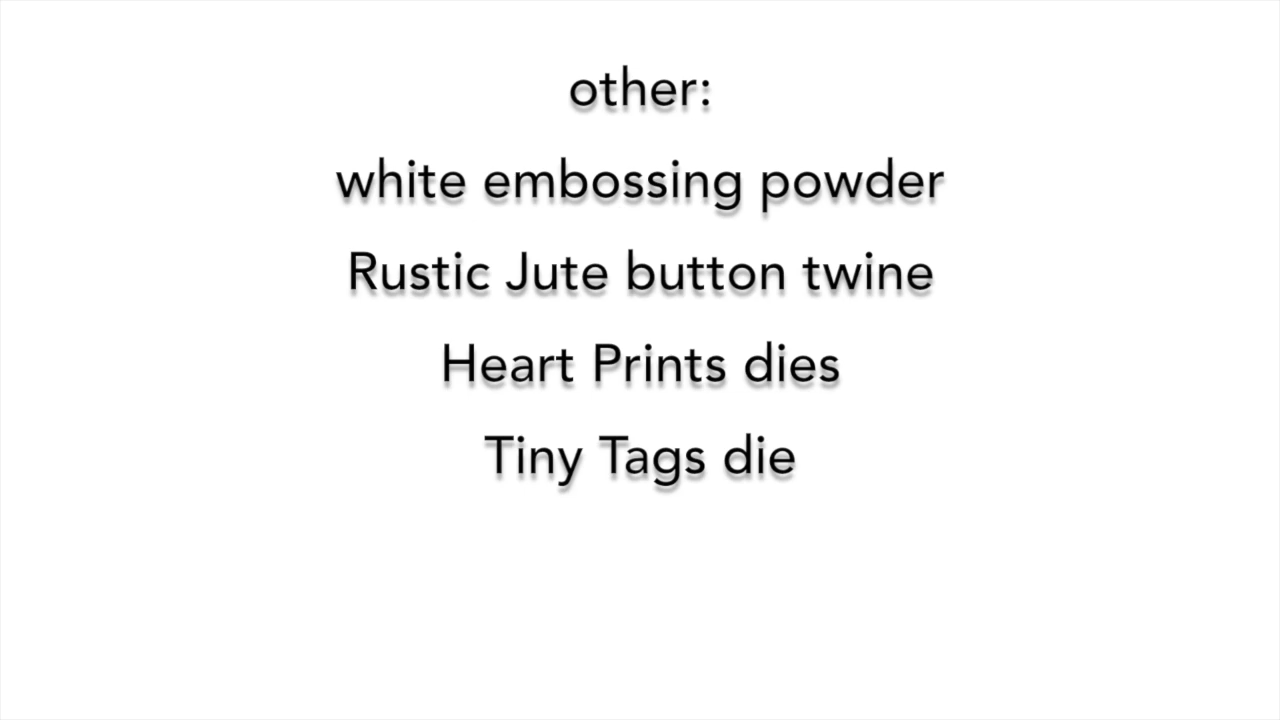 other:
white embossing powder
Rustic Jute button twine
Heart Prints dies
Tiny Tags die